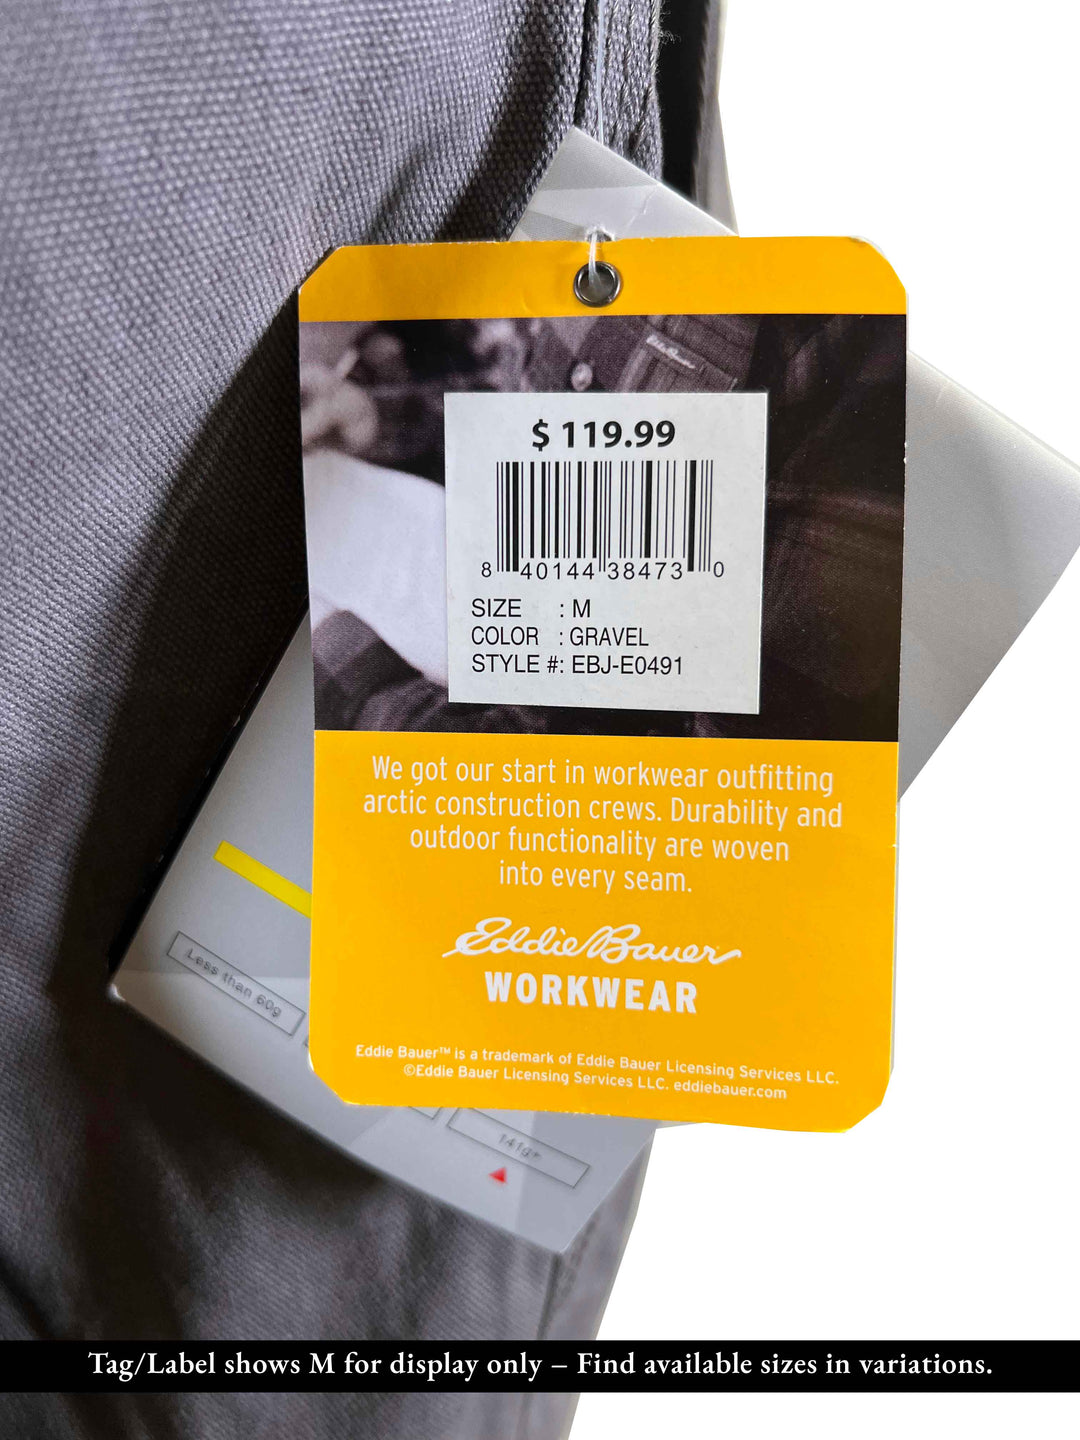 Eddie Bauer
$ 119.99
8 40144 38473 0
SIZE : M
COLOR : GRAVEL
STYLE #: EBJ-E0491
We got our start in workwear outfitting
arctic construction crews. Durability and
outdoor functionality are woven
into every seam.
Eddie Bauer
WORKWEAR
Eddie Bauer™ is a trademark of Eddie Bauer Licensing Services LLC.
©Eddie Bauer Licensing Services LLC. eddiebauer.com
Less than 60g
141g+
Tag/Label shows M for display only – Find available sizes in variations.